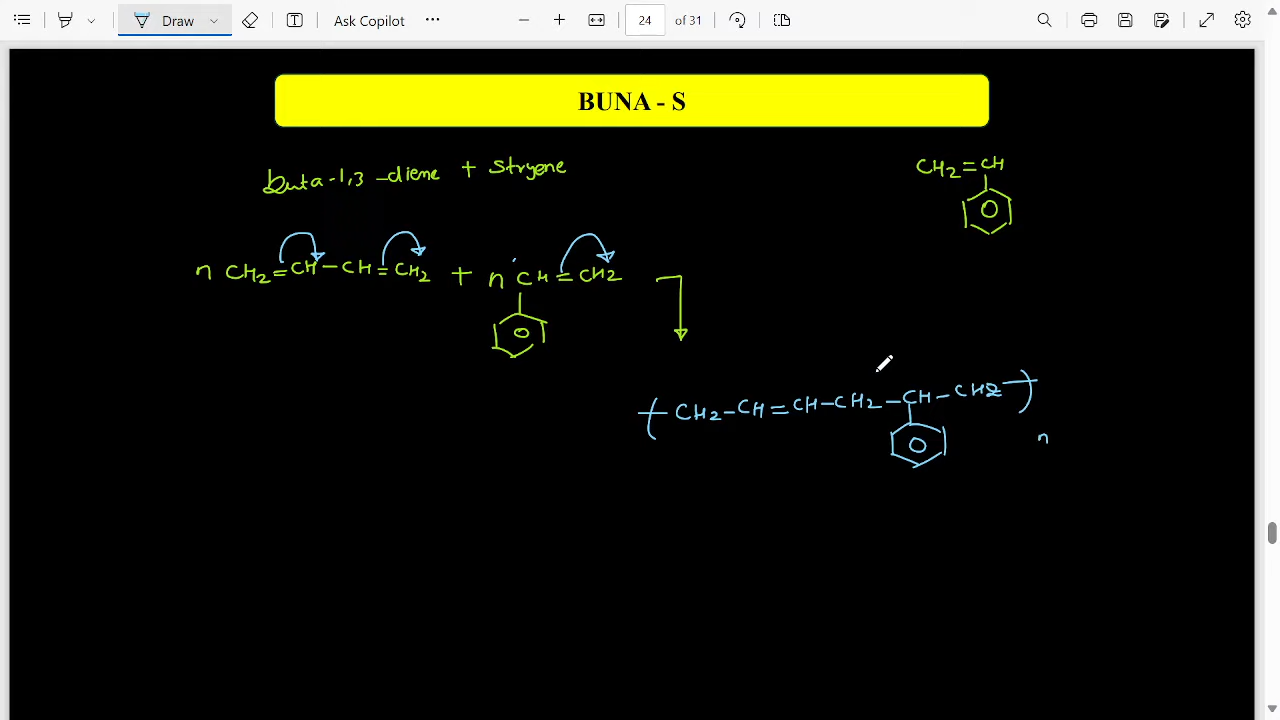 Draw
Ask Copilot
24 of 31
BUNA - S
buta-1,3-diene + Stryene
CH2=CH
n CH2=CH-CH=CH2 + n CH=CH2
CH2-CH=CH-CH2-CH-CH2
n